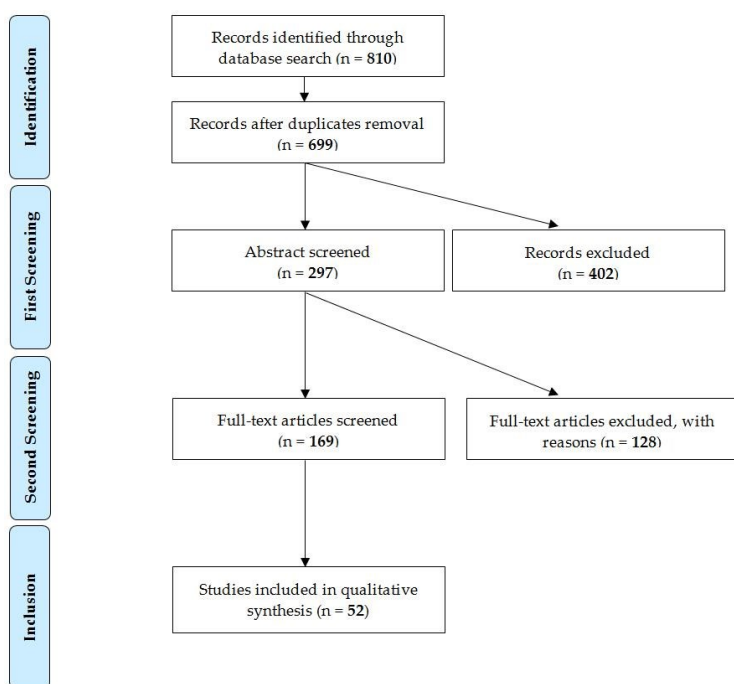 Identification
Records identified through
database search (n = 810)
Records after duplicates removal
(n = 699)
First Screening
Abstract screened
(n = 297)
Records excluded
(n = 402)
Second Screening
Full-text articles screened
(n = 169)
Full-text articles excluded, with
reasons (n = 128)
Inclusion
Studies included in qualitative
synthesis (n = 52)